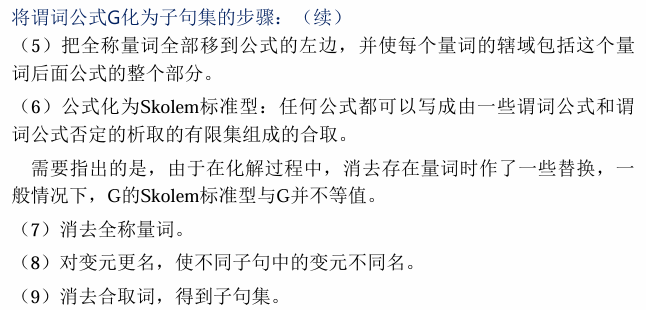 将谓词公式G化为子句集的步骤：（续）
（5）把全称量词全部移到公式的左边，并使每个量词的辖域包括这个量
词后面公式的整个部分。
（6）公式化为Skolem标准型：任何公式都可以写成由一些谓词公式和谓
词公式否定的析取的有限集组成的合取。
需要指出的是，由于在化解过程中，消去存在量词时作了一些替换，一
般情况下，G的Skolem标准型与G并不等值。
（7）消去全称量词。
（8）对变元更名，使不同子句中的变元不同名。
（9）消去合取词，得到子句集。